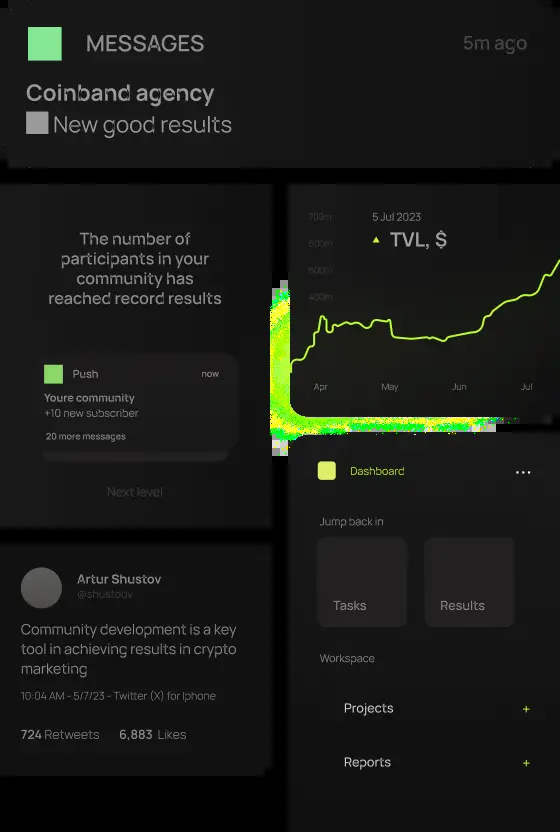 MESSAGES
5m ago
Coinband agency
New good results
The number of
participants in your
community has
reached record results
Push
now
Youre community
+10 new subscriber
20 more messages
Next level
Artur Shustov
@shustoov
Community development is a key
tool in achieving results in crypto
marketing
10:04 AM - 5/7/23 - Twitter (X) for Iphone
724 Retweets 6,883 Likes
700m
5 Jul 2023
600m
TVL, $
500m
400m
Apr May Jun Jul
Dashboard
...
Jump back in
Tasks
Results
Workspace
Projects +
Reports +